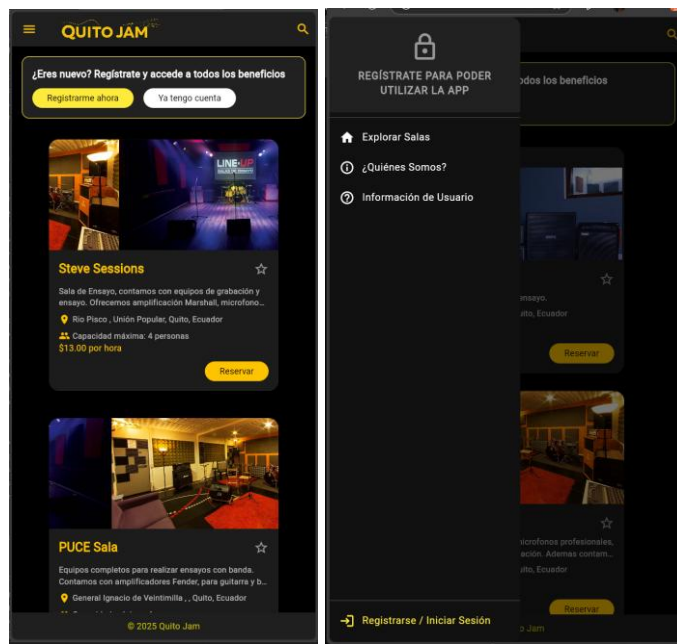 QUITO JAM
¿Eres nuevo? Regístrate y accede a todos los beneficios
Registrarme ahora
Ya tengo cuenta
LINE-UP
Steve Sessions
Sala de Ensayo, contamos con equipos de grabación y
ensayo. Ofrecemos amplificación Marshall, microfono...
Rio Pisco , Unión Popular, Quito, Ecuador
Capacidad máxima: 4 personas
$13.00 por hora
Reservar
PUCE Sala
Equipos completos para realizar ensayos con banda.
Contamos con amplificadores Fender, para guitarra y b...
General Ignacio de Veintimilla , , Quito, Ecuador
© 2025 Quito Jam
REGÍSTRATE PARA PODER
UTILIZAR LA APP
Explorar Salas
¿Quiénes Somos?
Información de Usuario
Registrarse / Iniciar Sesión
odos los beneficios
ensayo.
uito, Ecuador
Reservar
microfonos profesionales,
ación. Ademas contam...
uito, Ecuador
Reservar
o Jam